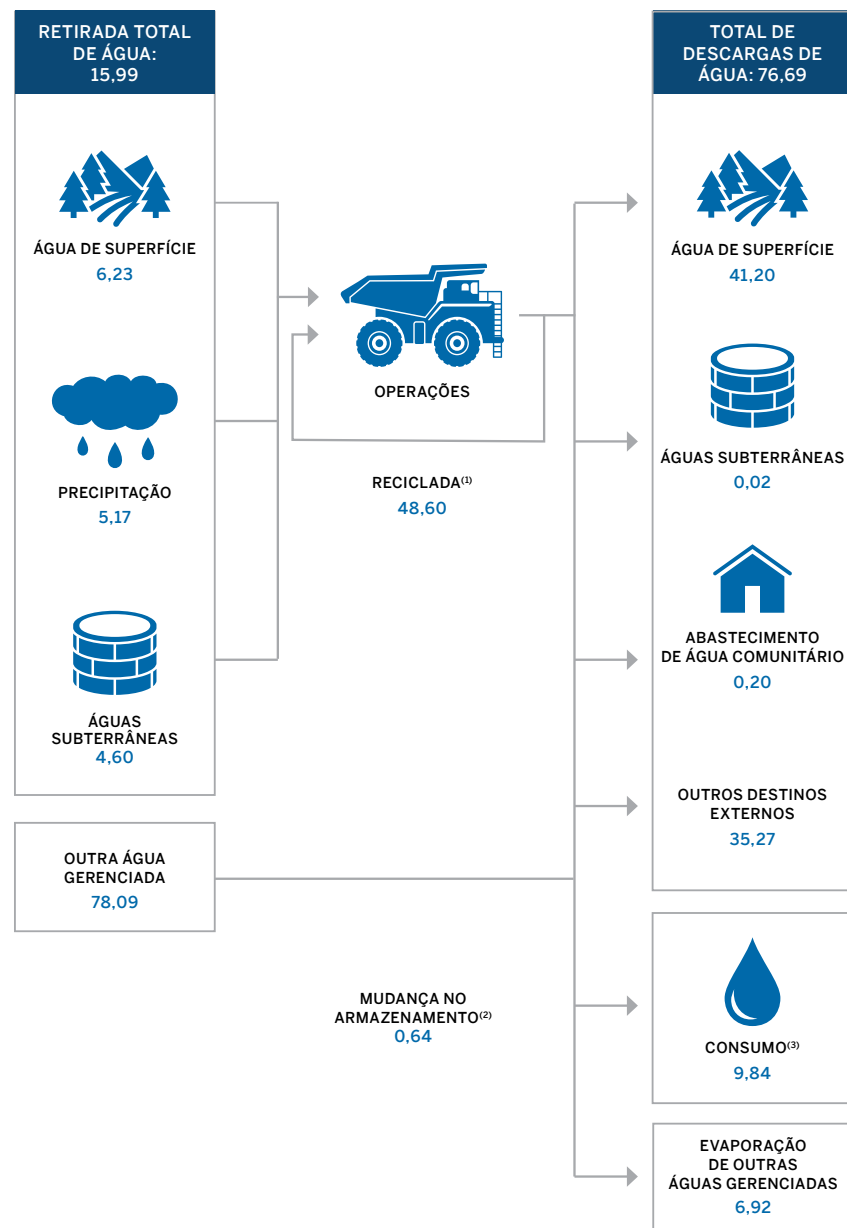 RETIRADA TOTAL
DE ÁGUA:
15,99
ÁGUA DE SUPERFÍCIE
6,23
PRECIPITAÇÃO
5,17
ÁGUAS
SUBTERRÂNEAS
4,60
OUTRA ÁGUA
GERENCIADA
78,09
OPERAÇÕES
RECICLADA(1)
48,60
MUDANÇA NO
ARMAZENAMENTO(2)
0,64
TOTAL DE
DESCARGAS DE
ÁGUA: 76,69
ÁGUA DE SUPERFÍCIE
41,20
ÁGUAS SUBTERRÂNEAS
0,02
ABASTECIMENTO
DE ÁGUA COMUNITÁRIO
0,20
OUTROS DESTINOS
EXTERNOS
35,27
CONSUMO(3)
9,84
EVAPORAÇÃO
DE OUTRAS
ÁGUAS GERENCIADAS
6,92